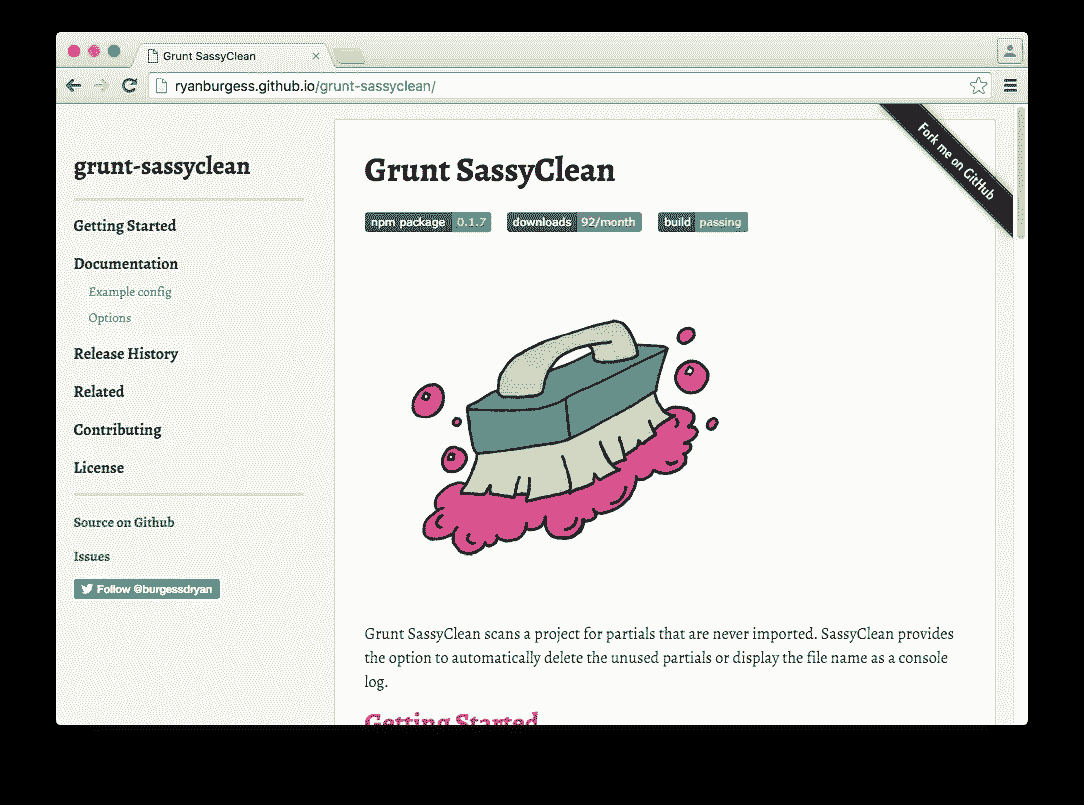 Grunt SassyClean
ryanburgess.github.io/grunt-sassyclean/
Fork me on GitHub
grunt-sassyclean
Getting Started
Documentation
Example config
Options
Release History
Related
Contributing
License
Source on Github
Issues
Follow @burgessdryan
Grunt SassyClean
npm package 0.1.7
downloads 92/month
build passing
Grunt SassyClean scans a project for partials that are never imported. SassyClean provides
the option to automatically delete the unused partials or display the file name as a console
log.
Getting Started